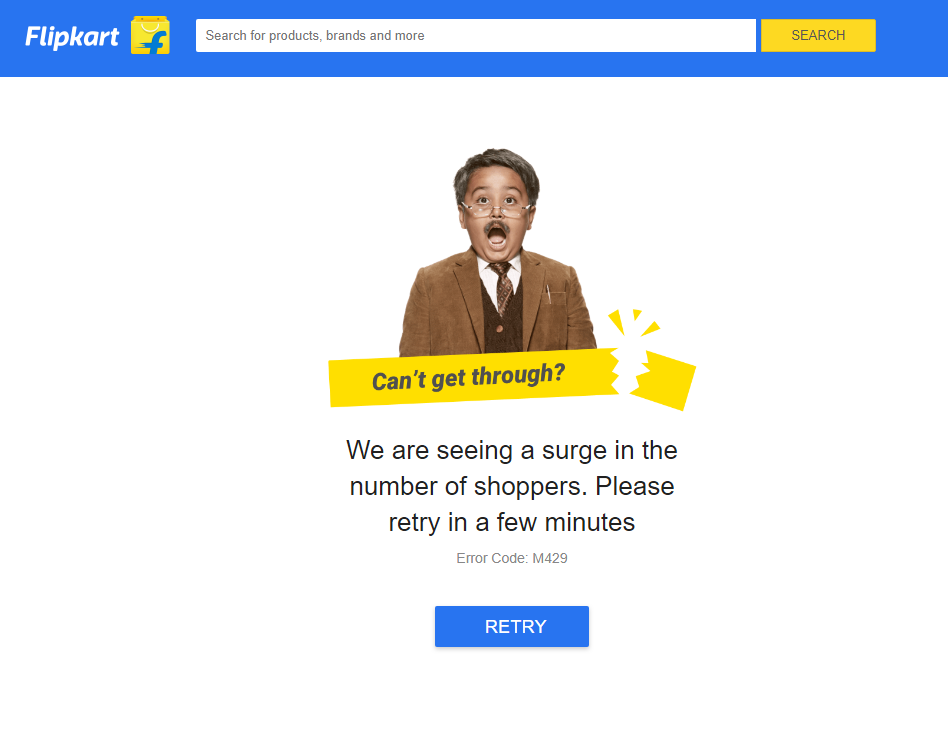 Flipkart
Search for products, brands and more
SEARCH
Can't get through?
We are seeing a surge in the
number of shoppers. Please
retry in a few minutes
Error Code: M429
RETRY